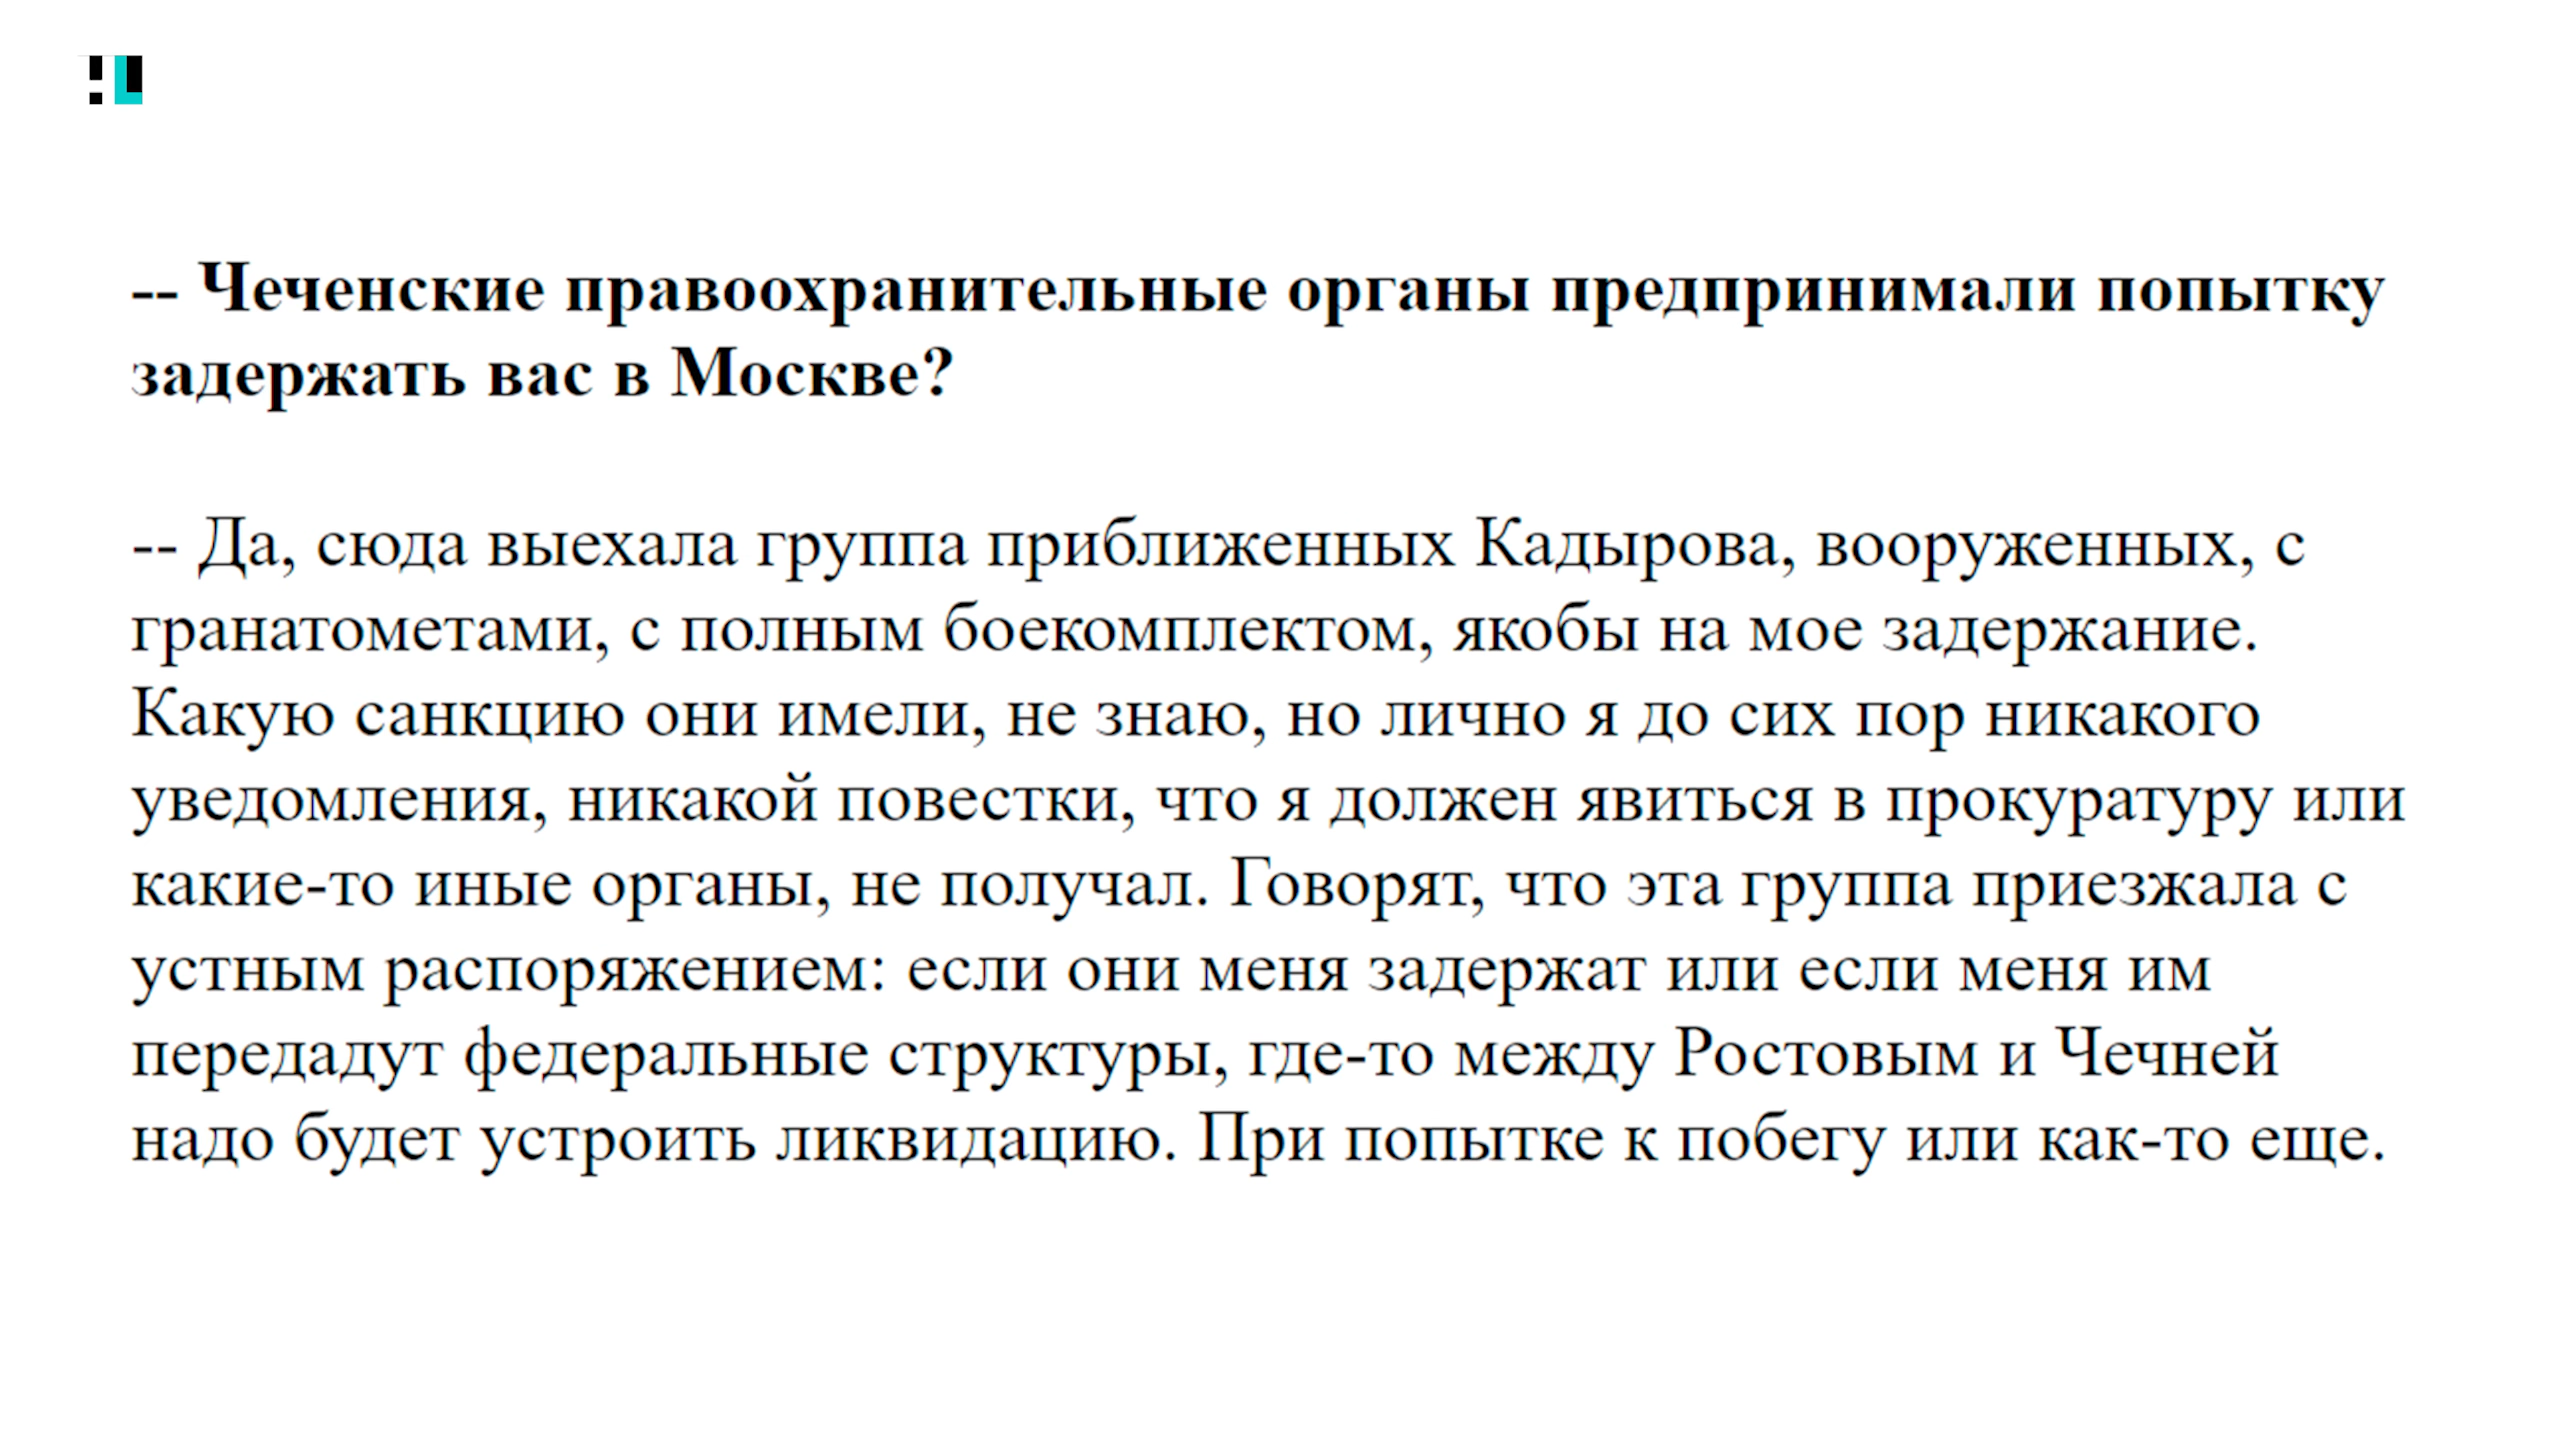 -- Чеченские правоохранительные органы предпринимали попытку
задержать вас в Москве?
-- Да, сюда выехала группа приближенных Кадырова, вооруженных, с
гранатометами, с полным боекомплектом, якобы на мое задержание.
Какую санкцию они имели, не знаю, но лично я до сих пор никакого
уведомления, никакой повестки, что я должен явиться в прокуратуру или
какие-то иные органы, не получал. Говорят, что эта группа приезжала с
устным распоряжением: если они меня задержат или если меня им
передадут федеральные структуры, где-то между Ростовым и Чечней
надо будет устроить ликвидацию. При попытке к побегу или как-то еще.